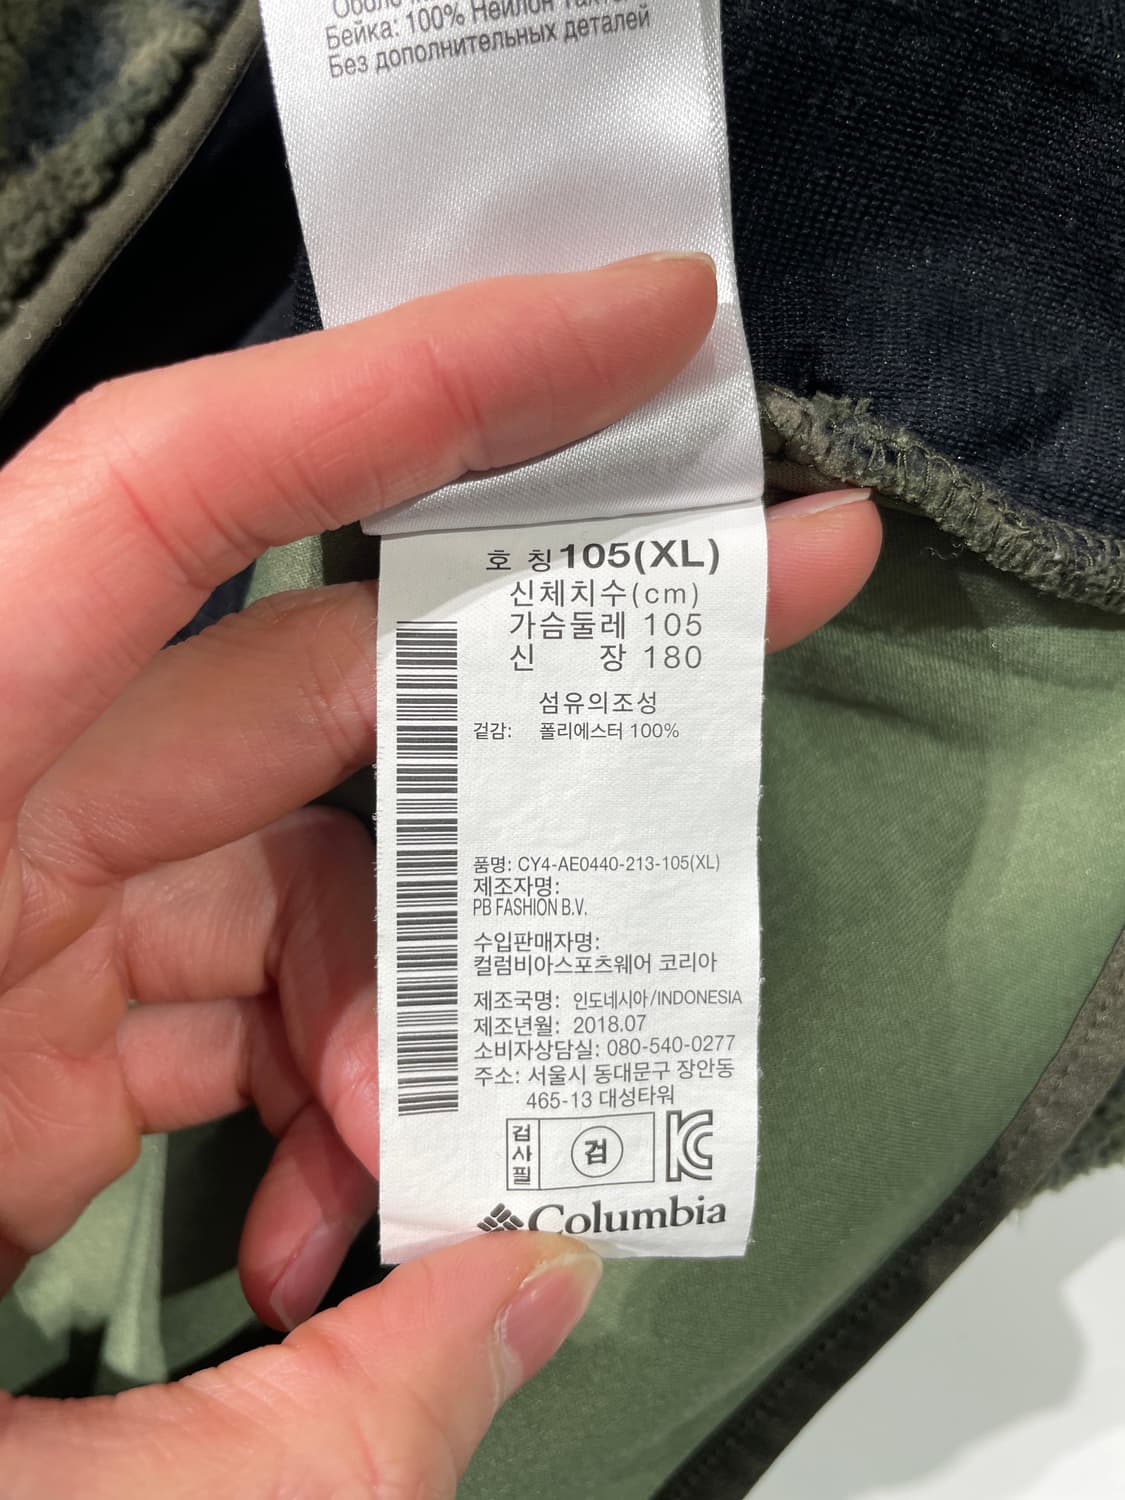 Бейка: 100% Нейлон
Без дополнительных деталей
호 칭 105(XL)
신체치수(cm)
가슴둘레 105
신 장 180
섬유의조성
겉감: 폴리에스터 100%
품명: CY4-AE0440-213-105(XL)
제조자명:
PB FASHION B.V.
수입판매자명:
컬럼비아스포츠웨어 코리아
제조국명: 인도네시아/INDONESIA
제조년월: 2018.07
소비자상담실: 080-540-0277
주소: 서울시 동대문구 장안동
465-13 대성타워
검사필 검 KC
Columbia